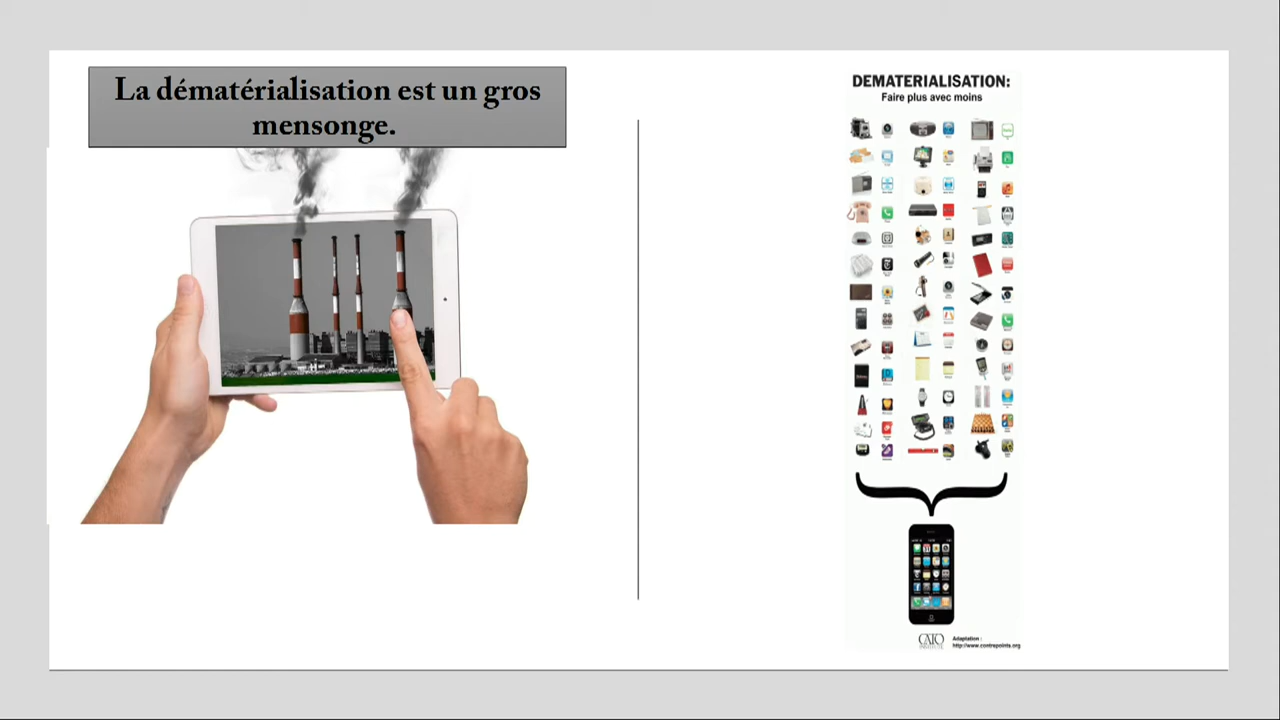 La dématérialisation est un gros
mensonge.
DEMATERIALISATION:
Faire plus avec moins
CATO
Adaptation :
http://www.contrepoints.org